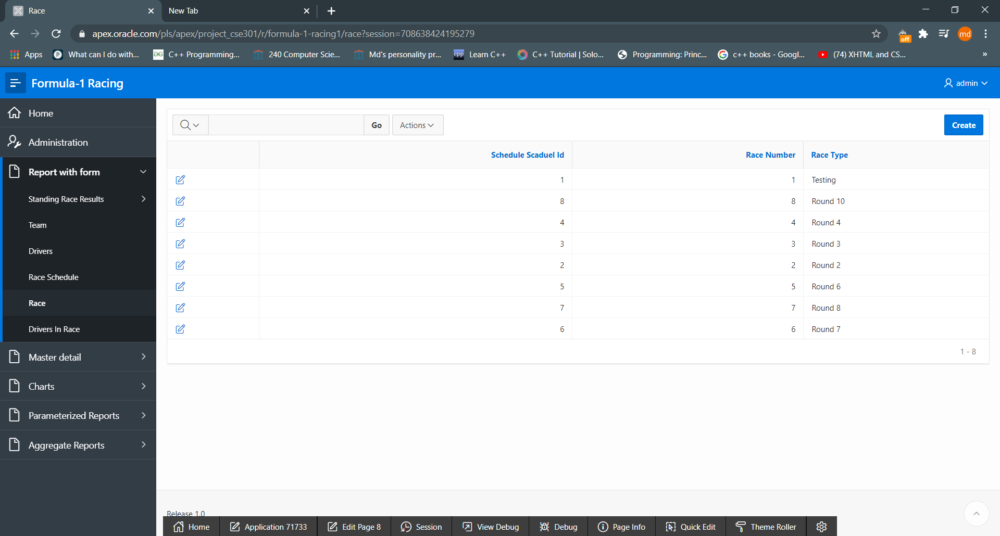 Race
New Tab
apex.oracle.com/pls/apex/project_cse301/r/formula-1-racing1/race?session=708638424195279
off
md
Apps
What can I do with...
C++ Programming...
240 Computer Scie...
Md's personality pr...
cpp
Learn C++
C++ Tutorial | Solo...
Programming: Princ...
c++ books - Googl...
(74) XHTML and CS...
»
Formula-1 Racing
admin
Home
Administration
Report with form
Standing Race Results
Team
Drivers
Race Schedule
Race
Drivers In Race
Master detail
Charts
Parameterized Reports
Aggregate Reports
Go
Actions
Create
Schedule Scaduel Id Race Number Race Type
1 1 Testing
8 8 Round 10
4 4 Round 4
3 3 Round 3
2 2 Round 2
5 5 Round 6
7 7 Round 8
6 6 Round 7
1 - 8
Release 1.0
Home
Application 71733
Edit Page 8
Session
View Debug
Debug
Page Info
Quick Edit
Theme Roller